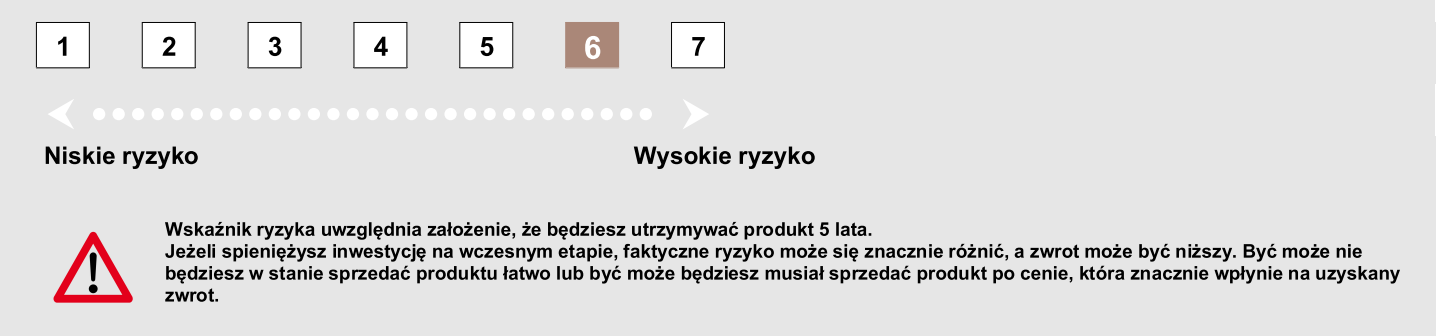 1 2 3 4 5 6 7
Niskie ryzyko Wysokie ryzyko
Wskaźnik ryzyka uwzględnia założenie, że będziesz utrzymywać produkt 5 lata.
Jeżeli spieniężysz inwestycję na wczesnym etapie, faktyczne ryzyko może się znacznie różnić, a zwrot może być niższy. Być może nie
będziesz w stanie sprzedać produktu łatwo lub być może będziesz musiał sprzedać produkt po cenie, która znacznie wpłynie na uzyskany
zwrot.